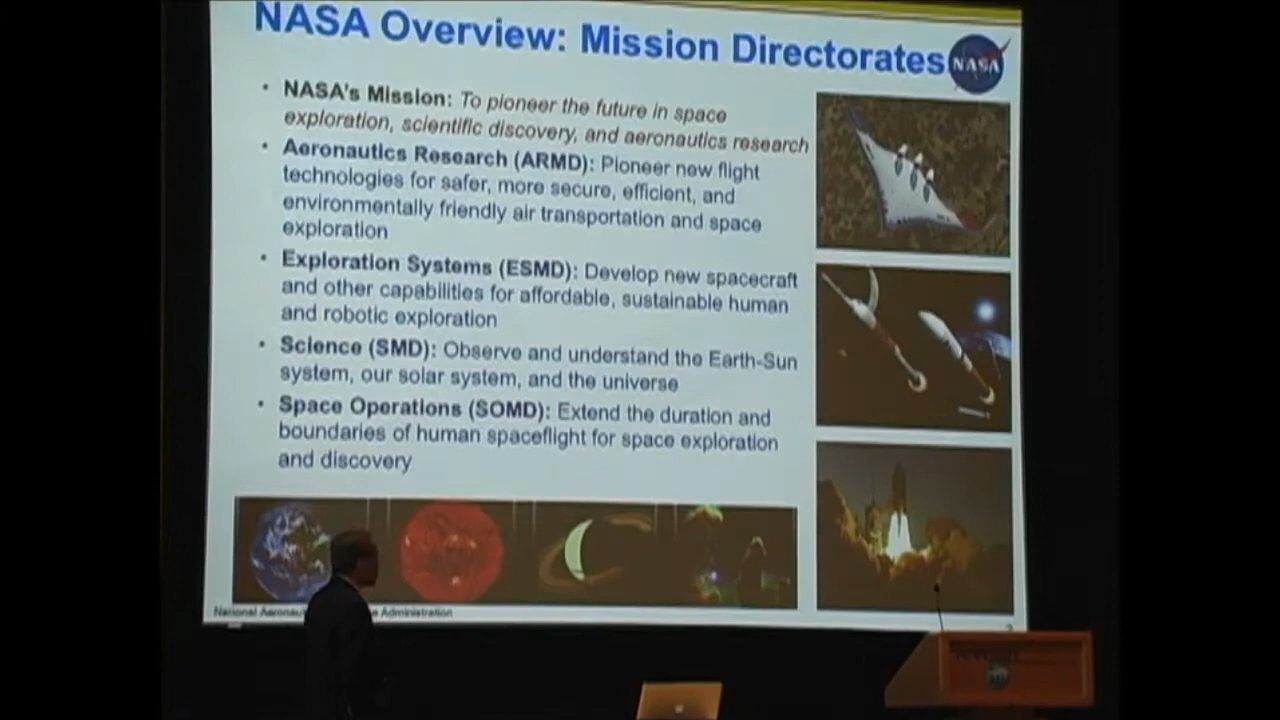 NASA Overview: Mission Directorates
NASA
• NASA's Mission: To pioneer the future in space
exploration, scientific discovery, and aeronautics research
• Aeronautics Research (ARMD): Pioneer new flight
technologies for safer, more secure, efficient, and
environmentally friendly air transportation and space
exploration
• Exploration Systems (ESMD): Develop new spacecraft
and other capabilities for affordable, sustainable human
and robotic exploration
• Science (SMD): Observe and understand the Earth-Sun
system, our solar system, and the universe
• Space Operations (SOMD): Extend the duration and
boundaries of human spaceflight for space exploration
and discovery
National Administration